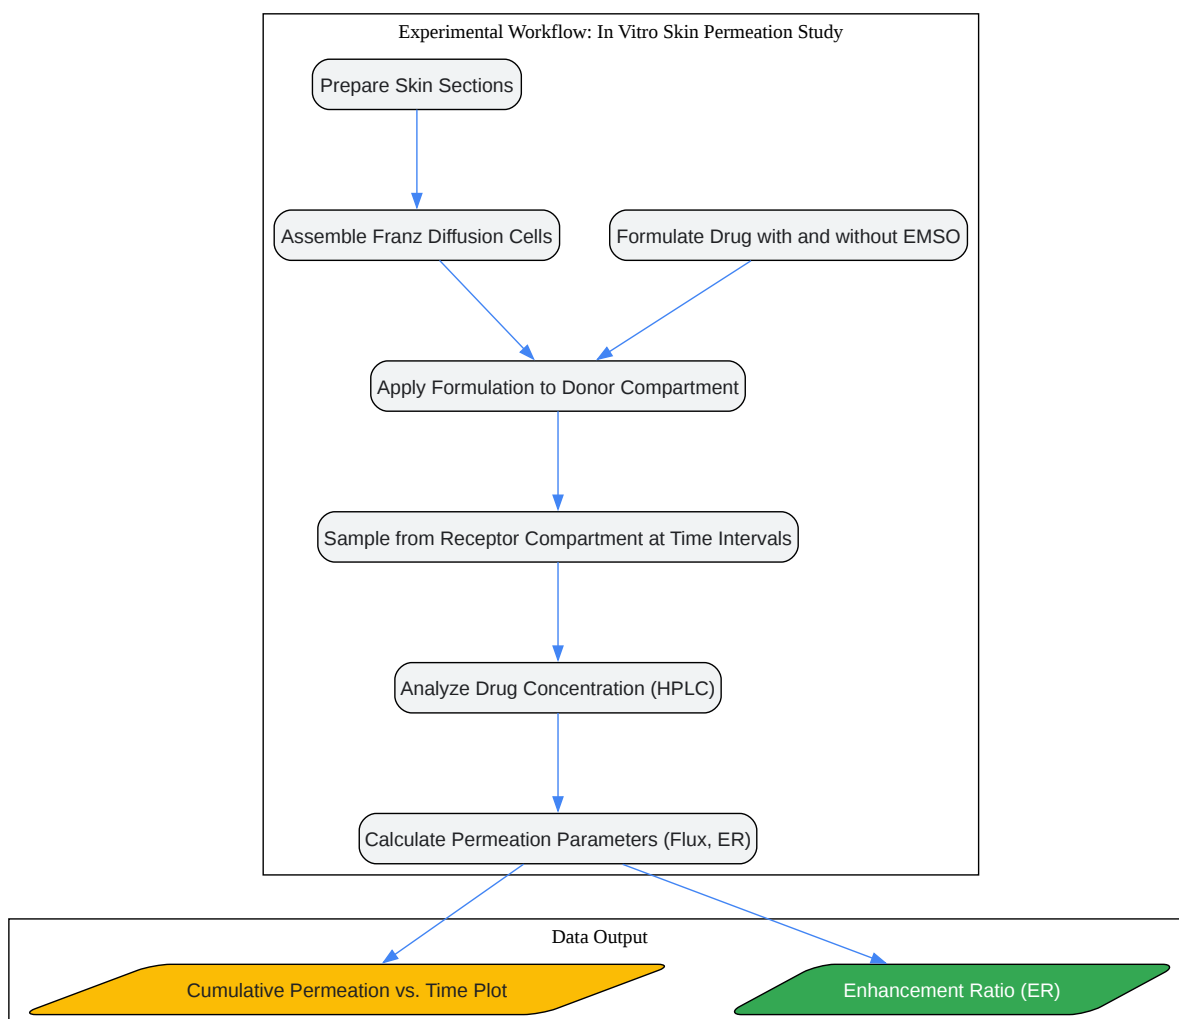 Experimental Workflow: In Vitro Skin Permeation Study
Prepare Skin Sections
Assemble Franz Diffusion Cells
Formulate Drug with and without EMSO
Apply Formulation to Donor Compartment
Sample from Receptor Compartment at Time Intervals
Analyze Drug Concentration (HPLC)
Calculate Permeation Parameters (Flux, ER)
Data Output
Cumulative Permeation vs. Time Plot
Enhancement Ratio (ER)